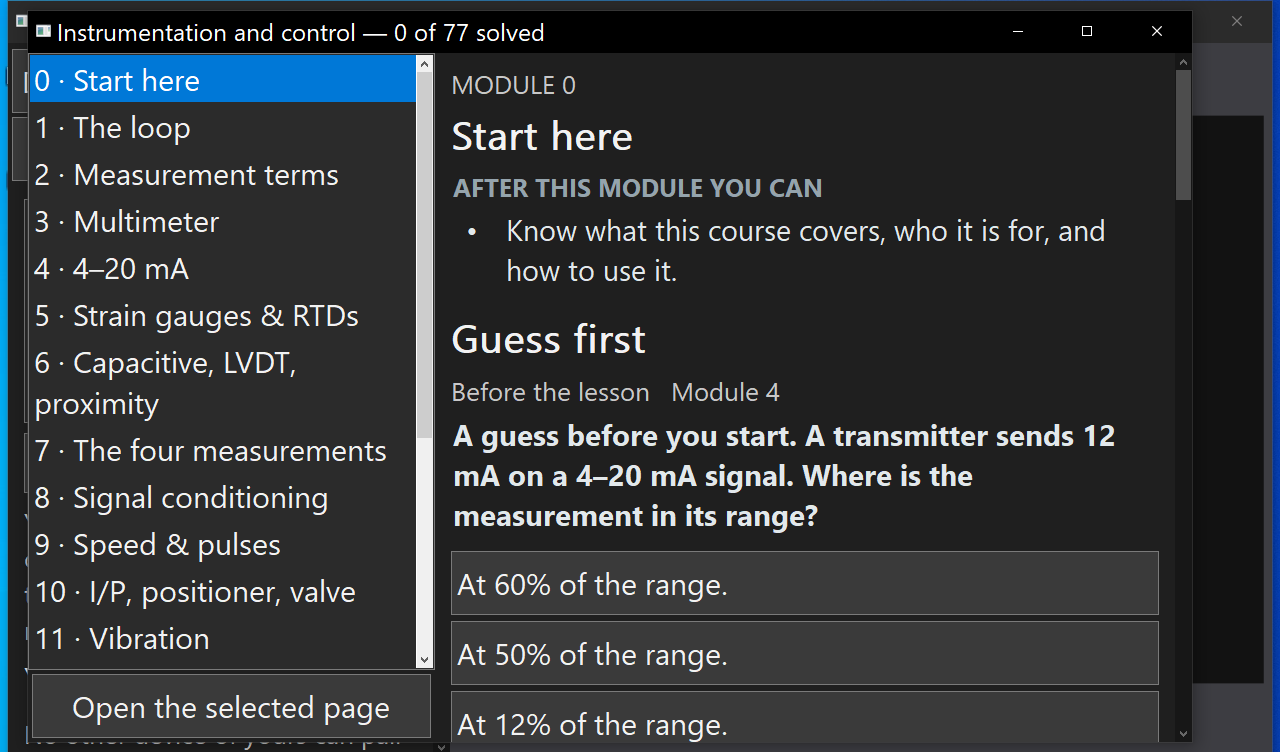 Instrumentation and control — 0 of 77 solved
0 · Start here
1 · The loop
2 · Measurement terms
3 · Multimeter
4 · 4–20 mA
5 · Strain gauges & RTDs
6 · Capacitive, LVDT,
proximity
7 · The four measurements
8 · Signal conditioning
9 · Speed & pulses
10 · I/P, positioner, valve
11 · Vibration
Open the selected page
MODULE 0
Start here
AFTER THIS MODULE YOU CAN
• Know what this course covers, who it is for, and
how to use it.
Guess first
Before the lesson Module 4
A guess before you start. A transmitter sends 12
mA on a 4–20 mA signal. Where is the
measurement in its range?
At 60% of the range.
At 50% of the range.
At 12% of the range.